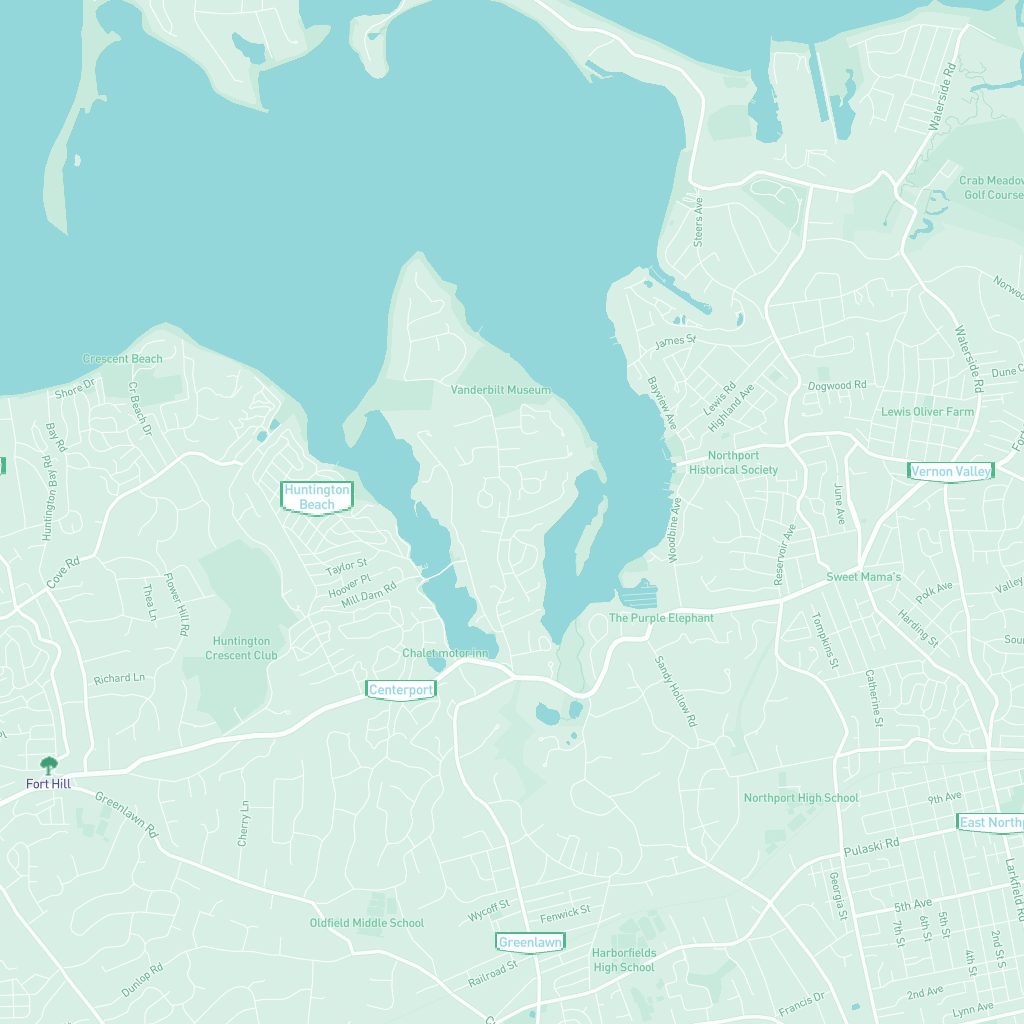 Waterside Rd
Crab Meadow
Golf Course
Steers Ave
Norwoo
James St
Waterside Rd
Crescent Beach
Shore Dr
Cr Beach Dr
Vanderbilt Museum
Bayview Ave
Lewis Rd
Highland Ave
Dogwood Rd
Dune C
Lewis Oliver Farm
Fort
Bay Rd
Huntington Bay Rd
Northport
Historical Society
Vernon Valley
Huntington
Beach
June Ave
Woodbine Ave
Reservoir Ave
Cove Rd
Taylor St
Hoover Pl
Mill Dam Rd
Sweet Mama's
Thea Ln
Flower Hill Rd
Polk Ave
Valley
Harding St
The Purple Elephant
Tompkins St
Huntington
Crescent Club
Chalet motor inn
Sou
Sandy Hollow Rd
Catherine St
Richard Ln
Centerport
Pl
Fort Hill
Greenlawn Rd
Cherry Ln
Northport High School
9th Ave
East Northp
Pulaski Rd
Larkfield Rd
Georgia St
Oldfield Middle School
Wycoff St
Fenwick St
5th Ave
7th St
6th St
5th St
4th St
2nd St S
Greenlawn
Harborfields
High School
Dunlop Rd
Railroad St
Francis Dr
2nd Ave
Lynn Ave